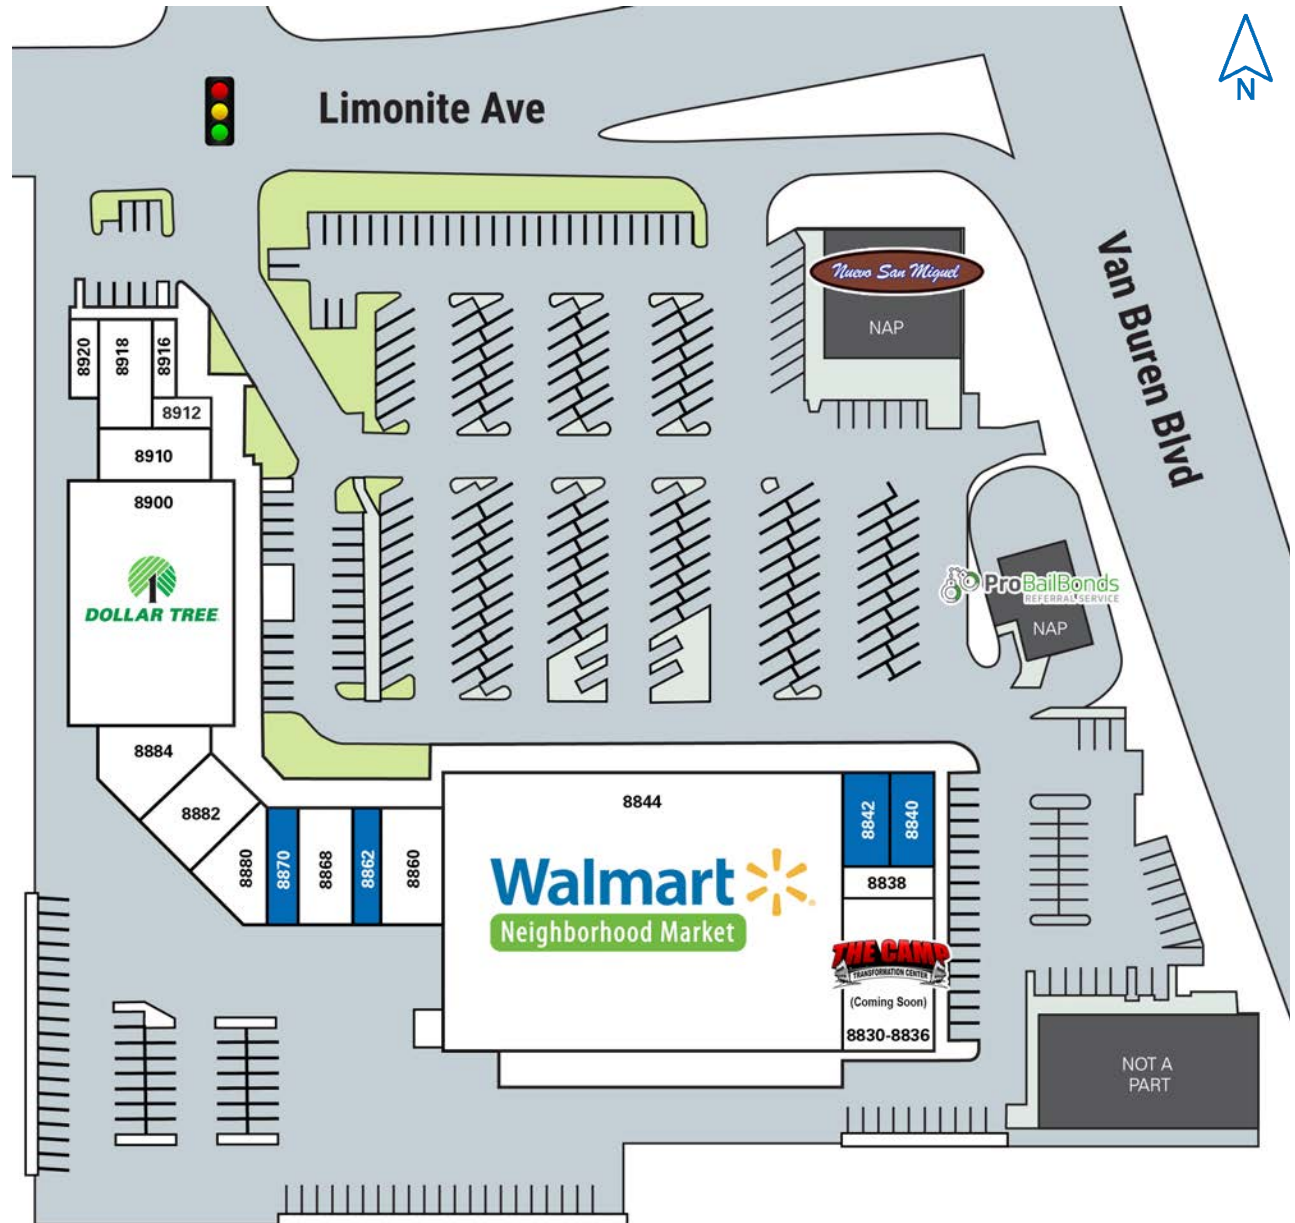 N
Limonite Ave
Van Buren Blvd
Nuevo San Miguel
NAP
8920
8918
8916
8912
8910
8900
DOLLAR TREE
ProBailBonds
REFERRAL SERVICE
NAP
8884
8882
8880
8870
8868
8862
8860
8844
Walmart
Neighborhood Market
8842
8840
8838
THE CAMP
TRANSFORMATION CENTER
(Coming Soon)
8830-8836
NOT A
PART